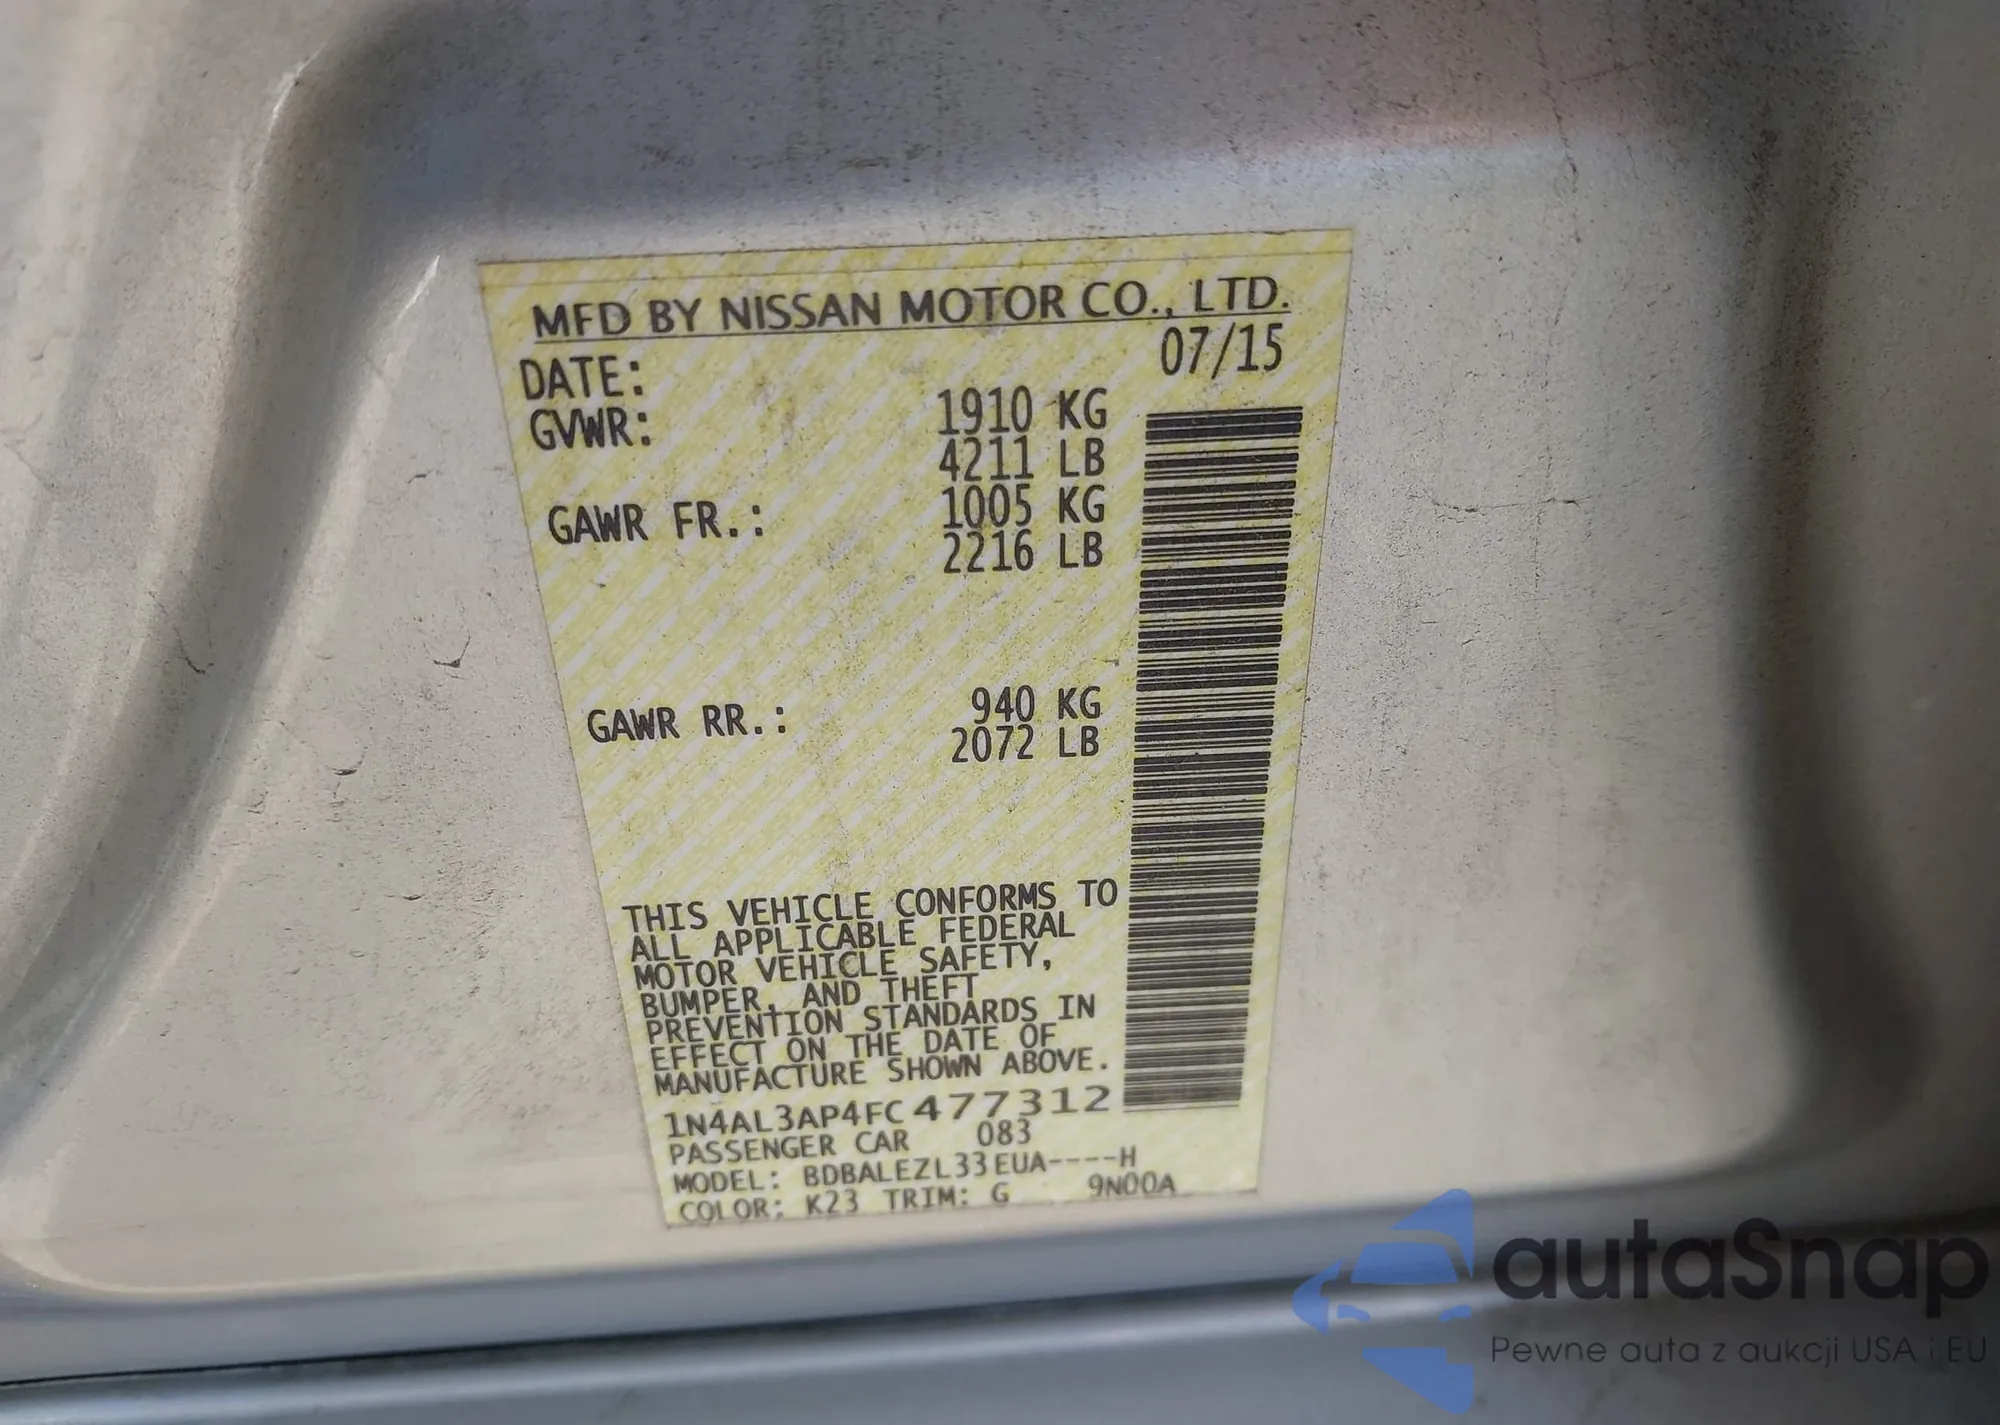 MFD BY NISSAN MOTOR CO., LTD.
DATE: 07/15
GVWR: 1910 KG
4211 LB
GAWR FR.: 1005 KG
2216 LB
GAWR RR.: 940 KG
2072 LB
THIS VEHICLE CONFORMS TO
ALL APPLICABLE FEDERAL
MOTOR VEHICLE SAFETY,
BUMPER, AND THEFT
PREVENTION STANDARDS IN
EFFECT ON THE DATE OF
MANUFACTURE SHOWN ABOVE.
1N4AL3AP4FC477312
PASSENGER CAR 083
MODEL: BDBALEZL33EUA----H
COLOR: K23 TRIM: G 9N00A
autaSnap
Pewne auta z aukcji USA i EU